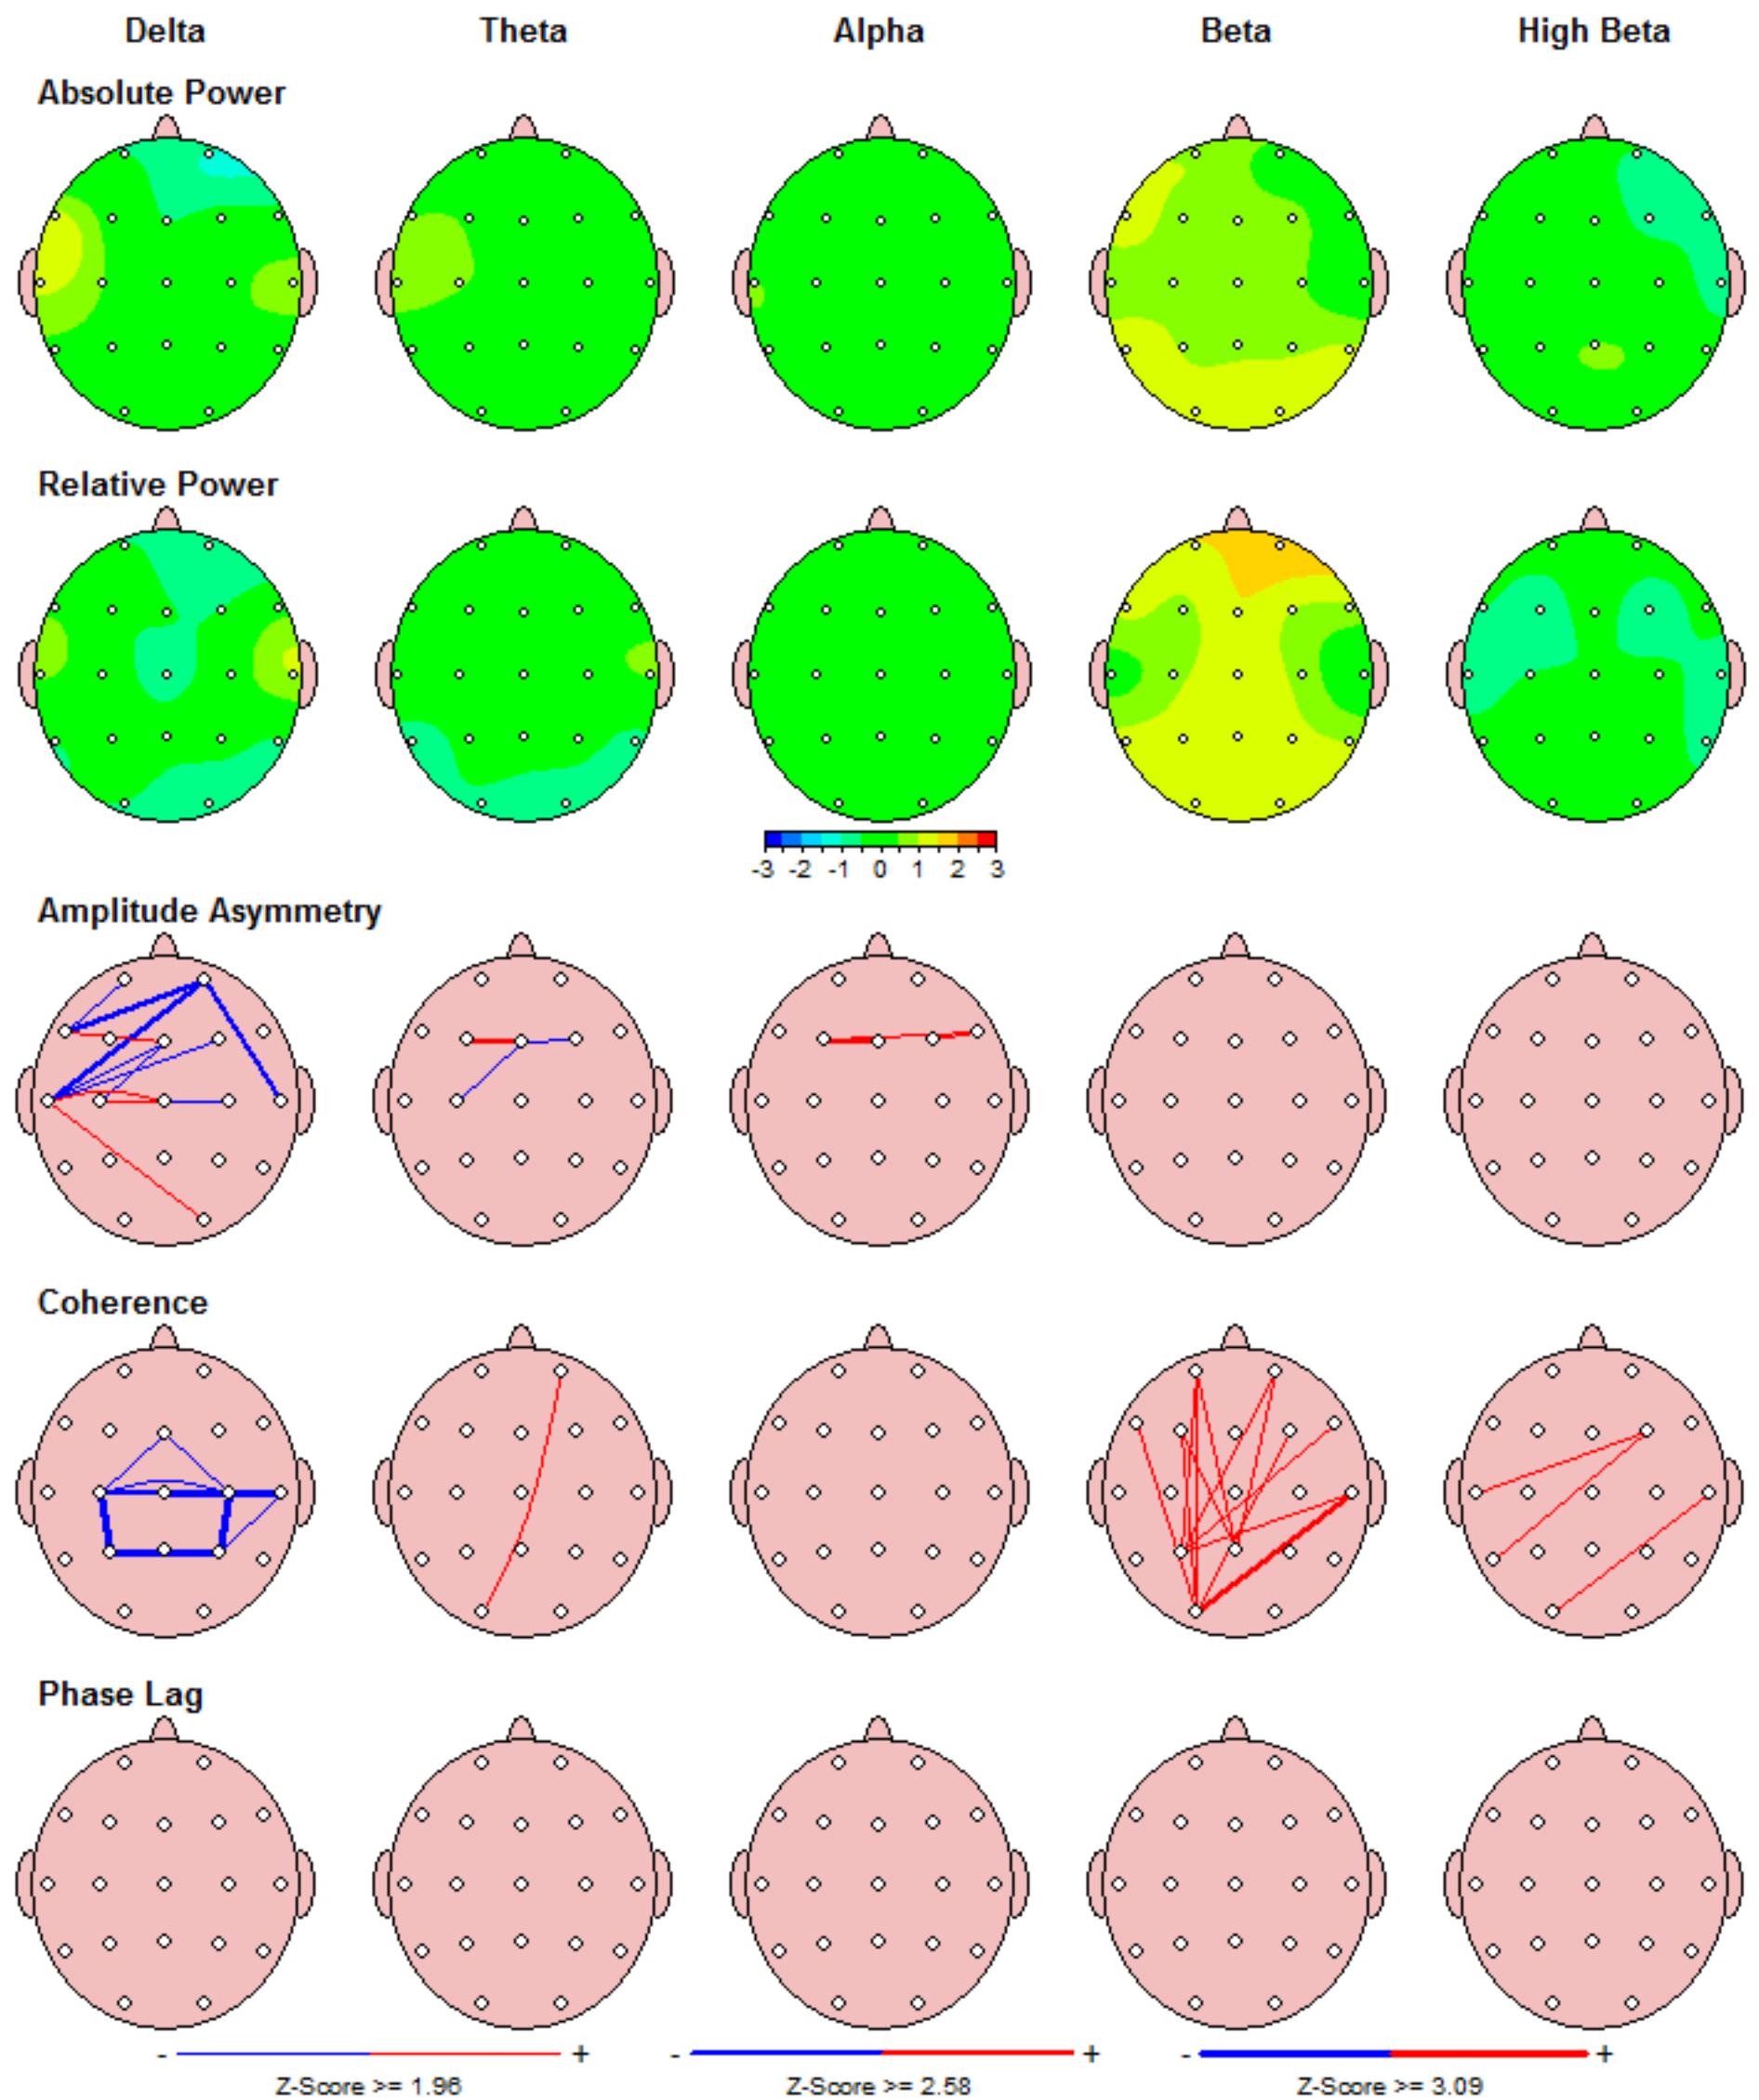 Delta Theta Alpha Beta High Beta
Absolute Power
Relative Power
-3 -2 -1 0 1 2 3
Amplitude Asymmetry
Coherence
Phase Lag
- + - + - +
Z-Score >= 1.96 Z-Score >= 2.58 Z-Score >= 3.09